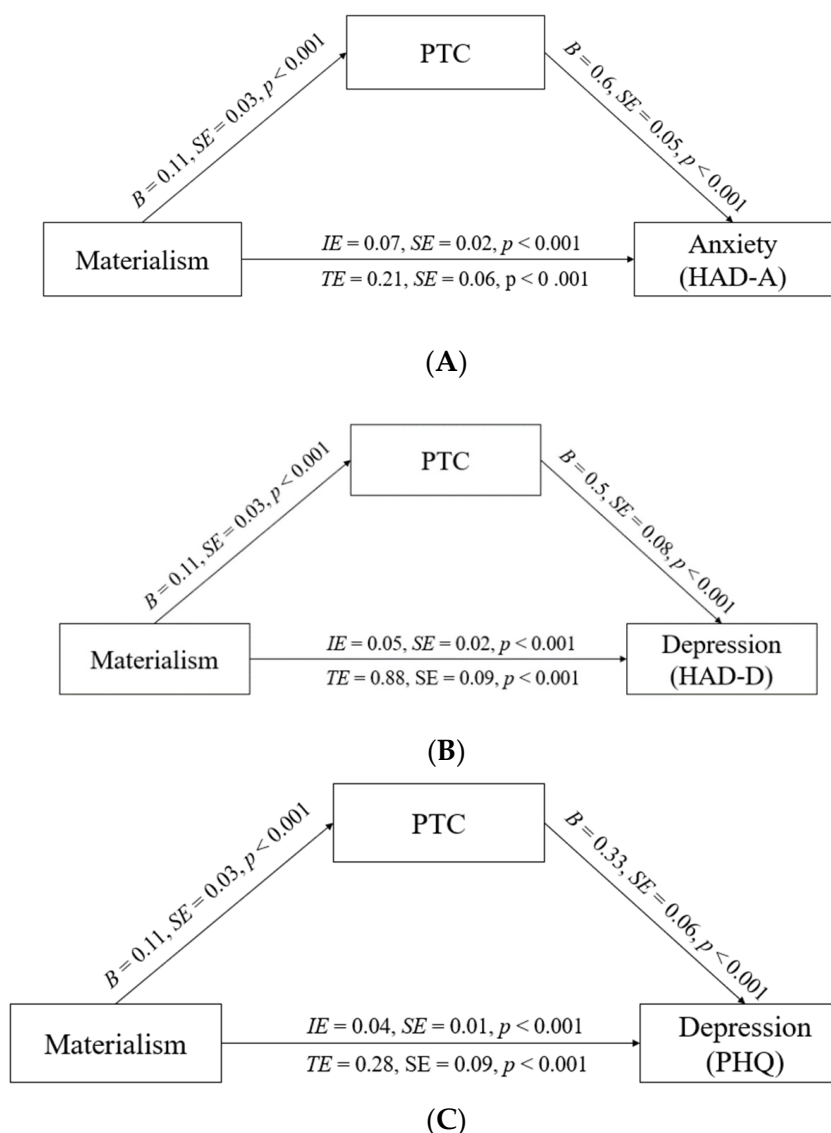 PTC
B = 0.11, SE = 0.03, p < 0.001
B = 0.6, SE = 0.05, p < 0.001
Materialism
IE = 0.07, SE = 0.02, p < 0.001
TE = 0.21, SE = 0.06, p < 0 .001
Anxiety
(HAD-A)
(A)
PTC
B = 0.11, SE = 0.03, p < 0.001
B = 0.5, SE = 0.08, p < 0.001
Materialism
IE = 0.05, SE = 0.02, p < 0.001
TE = 0.88, SE = 0.09, p < 0.001
Depression
(HAD-D)
(B)
PTC
B = 0.11, SE = 0.03, p < 0.001
B = 0.33, SE = 0.06, p < 0.001
Materialism
IE = 0.04, SE = 0.01, p < 0.001
TE = 0.28, SE = 0.09, p < 0.001
Depression
(PHQ)
(C)